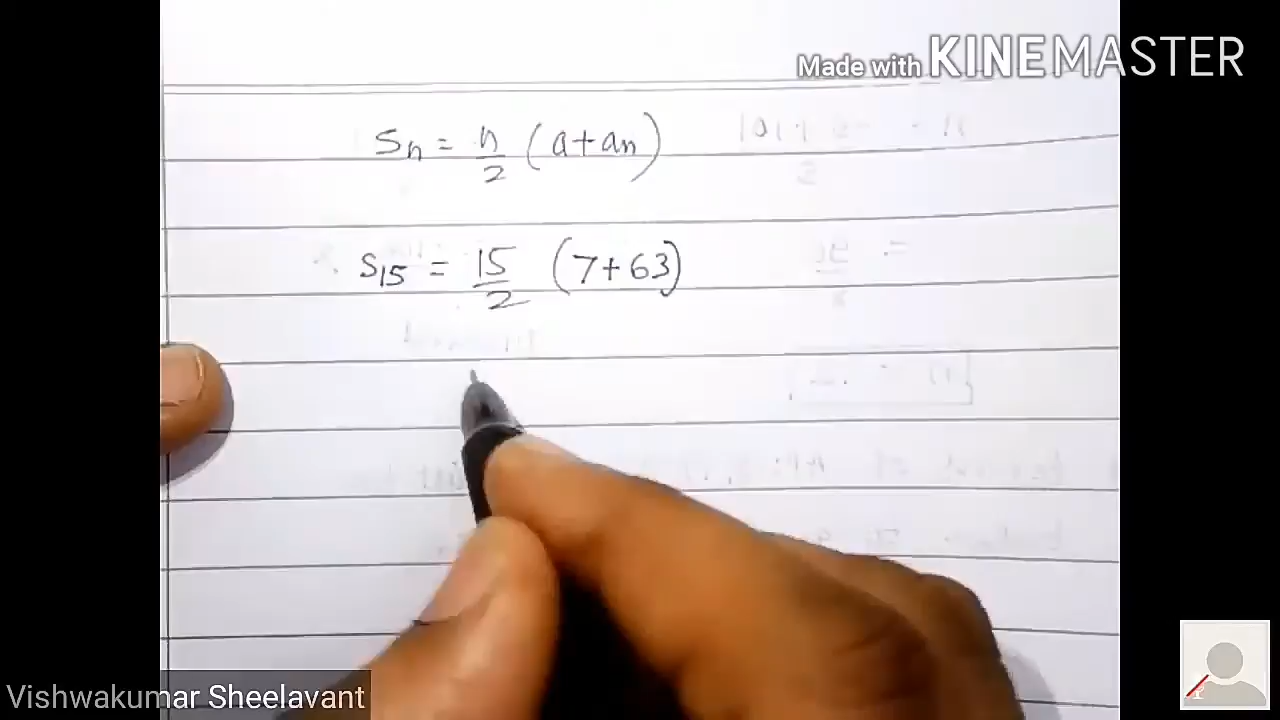 Made with KINEMASTER
Sn = n/2 (a+an)
S15 = 15/2 (7+63)
Vishwakumar Sheelavant